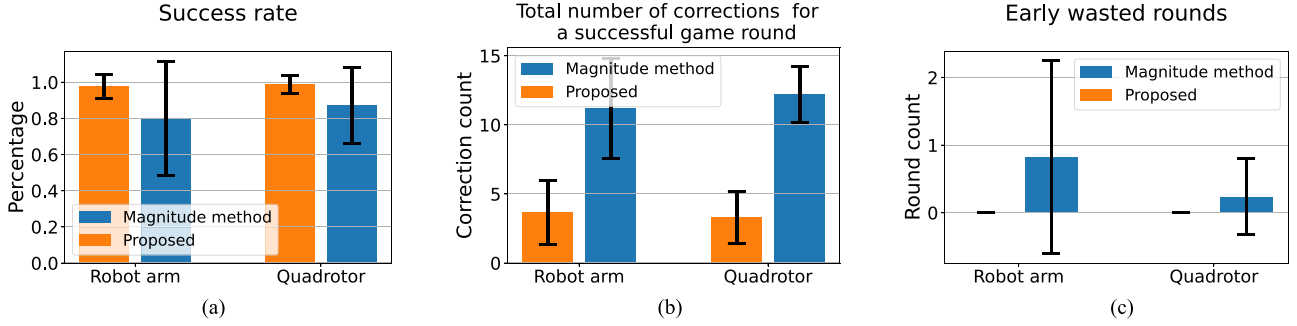 Success rate
Percentage
1.0
0.8
0.6
0.4
0.2
0.0
Magnitude method
Proposed
Robot arm
Quadrotor
(a)
Total number of corrections for
a successful game round
Correction count
15
10
5
0
Magnitude method
Proposed
Robot arm
Quadrotor
(b)
Early wasted rounds
Round count
2
1
0
Magnitude method
Proposed
Robot arm
Quadrotor
(c)